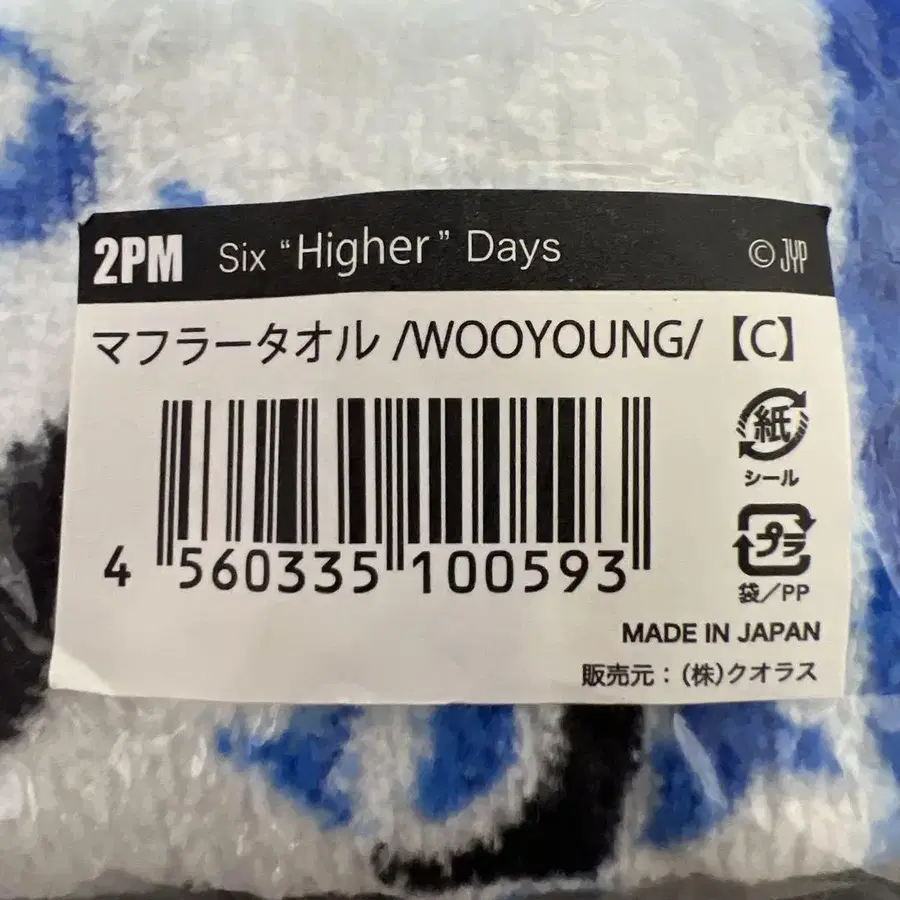 2PM Six “Higher” Days © JYP
マフラータオル /WOOYOUNG/ 【C】
紙
シール
プラ
袋／PP
4 560335 100593
MADE IN JAPAN
販売元：(株)クオラス